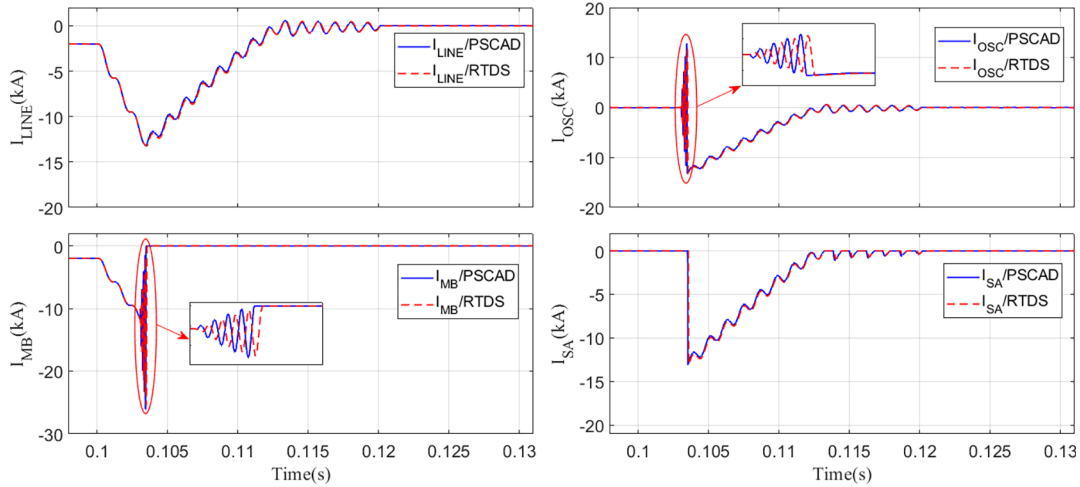 I_LINE(kA)
0
-5
-10
-15
-20
I_LINE/PSCAD
I_LINE/RTDS
I_OSC(kA)
20
10
0
-10
-20
I_OSC/PSCAD
I_OSC/RTDS
I_MB(kA)
0
-10
-20
-30
I_MB/PSCAD
I_MB/RTDS
0.1 0.105 0.11 0.115 0.12 0.125 0.13
Time(s)
I_SA(kA)
0
-5
-10
-15
-20
I_SA/PSCAD
I_SA/RTDS
0.1 0.105 0.11 0.115 0.12 0.125 0.13
Time(s)